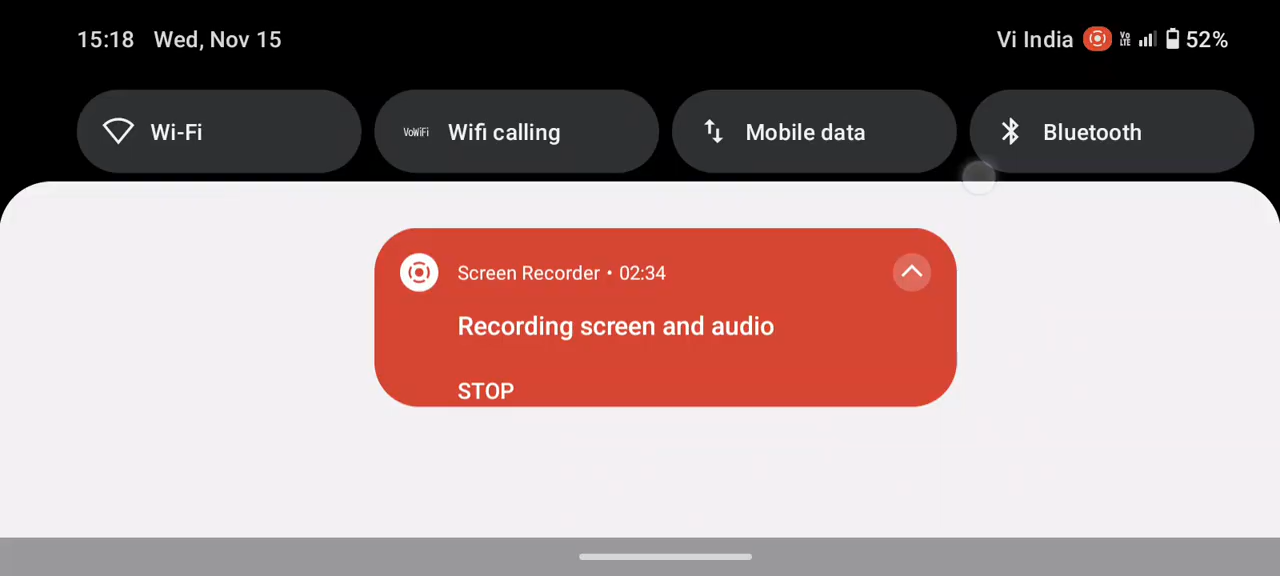 15:18 Wed, Nov 15
Vi India VoLTE 52%
Wi-Fi
VoWiFi Wifi calling
Mobile data
Bluetooth
Screen Recorder • 02:34
Recording screen and audio
STOP